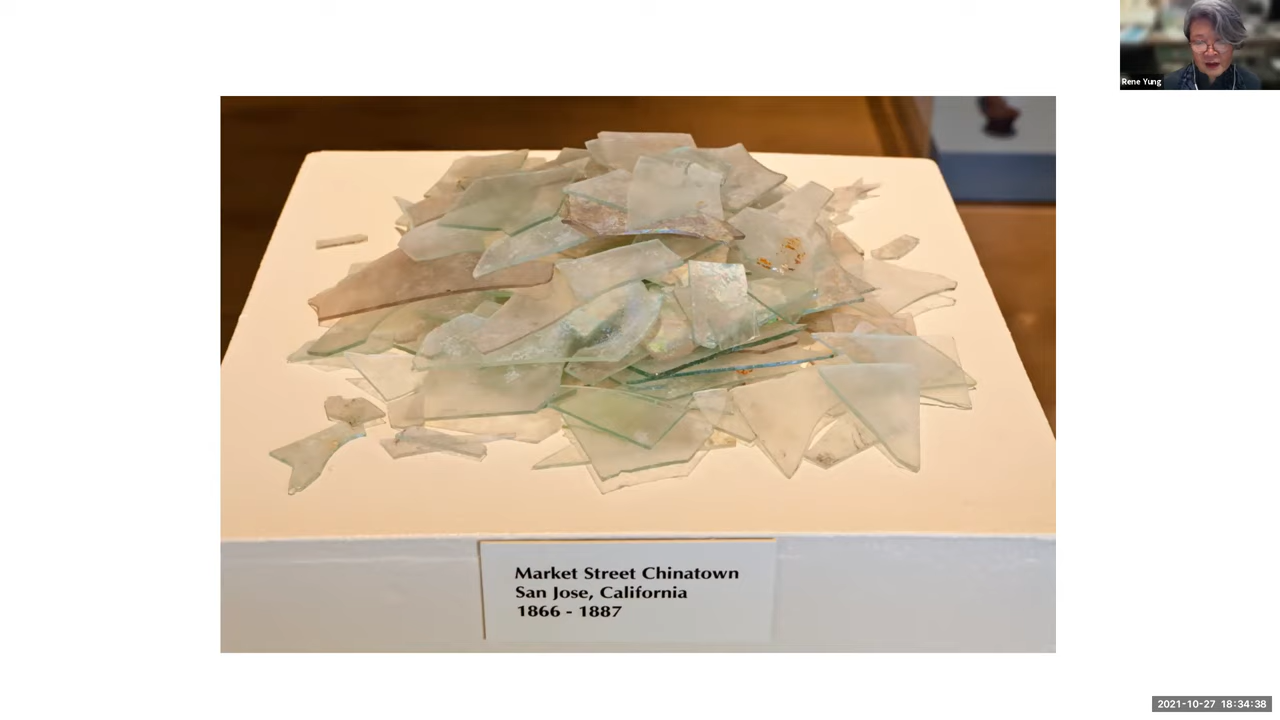 Rene Yung
Market Street Chinatown
San Jose, California
1866 - 1887
2021-10-27 18:34:38